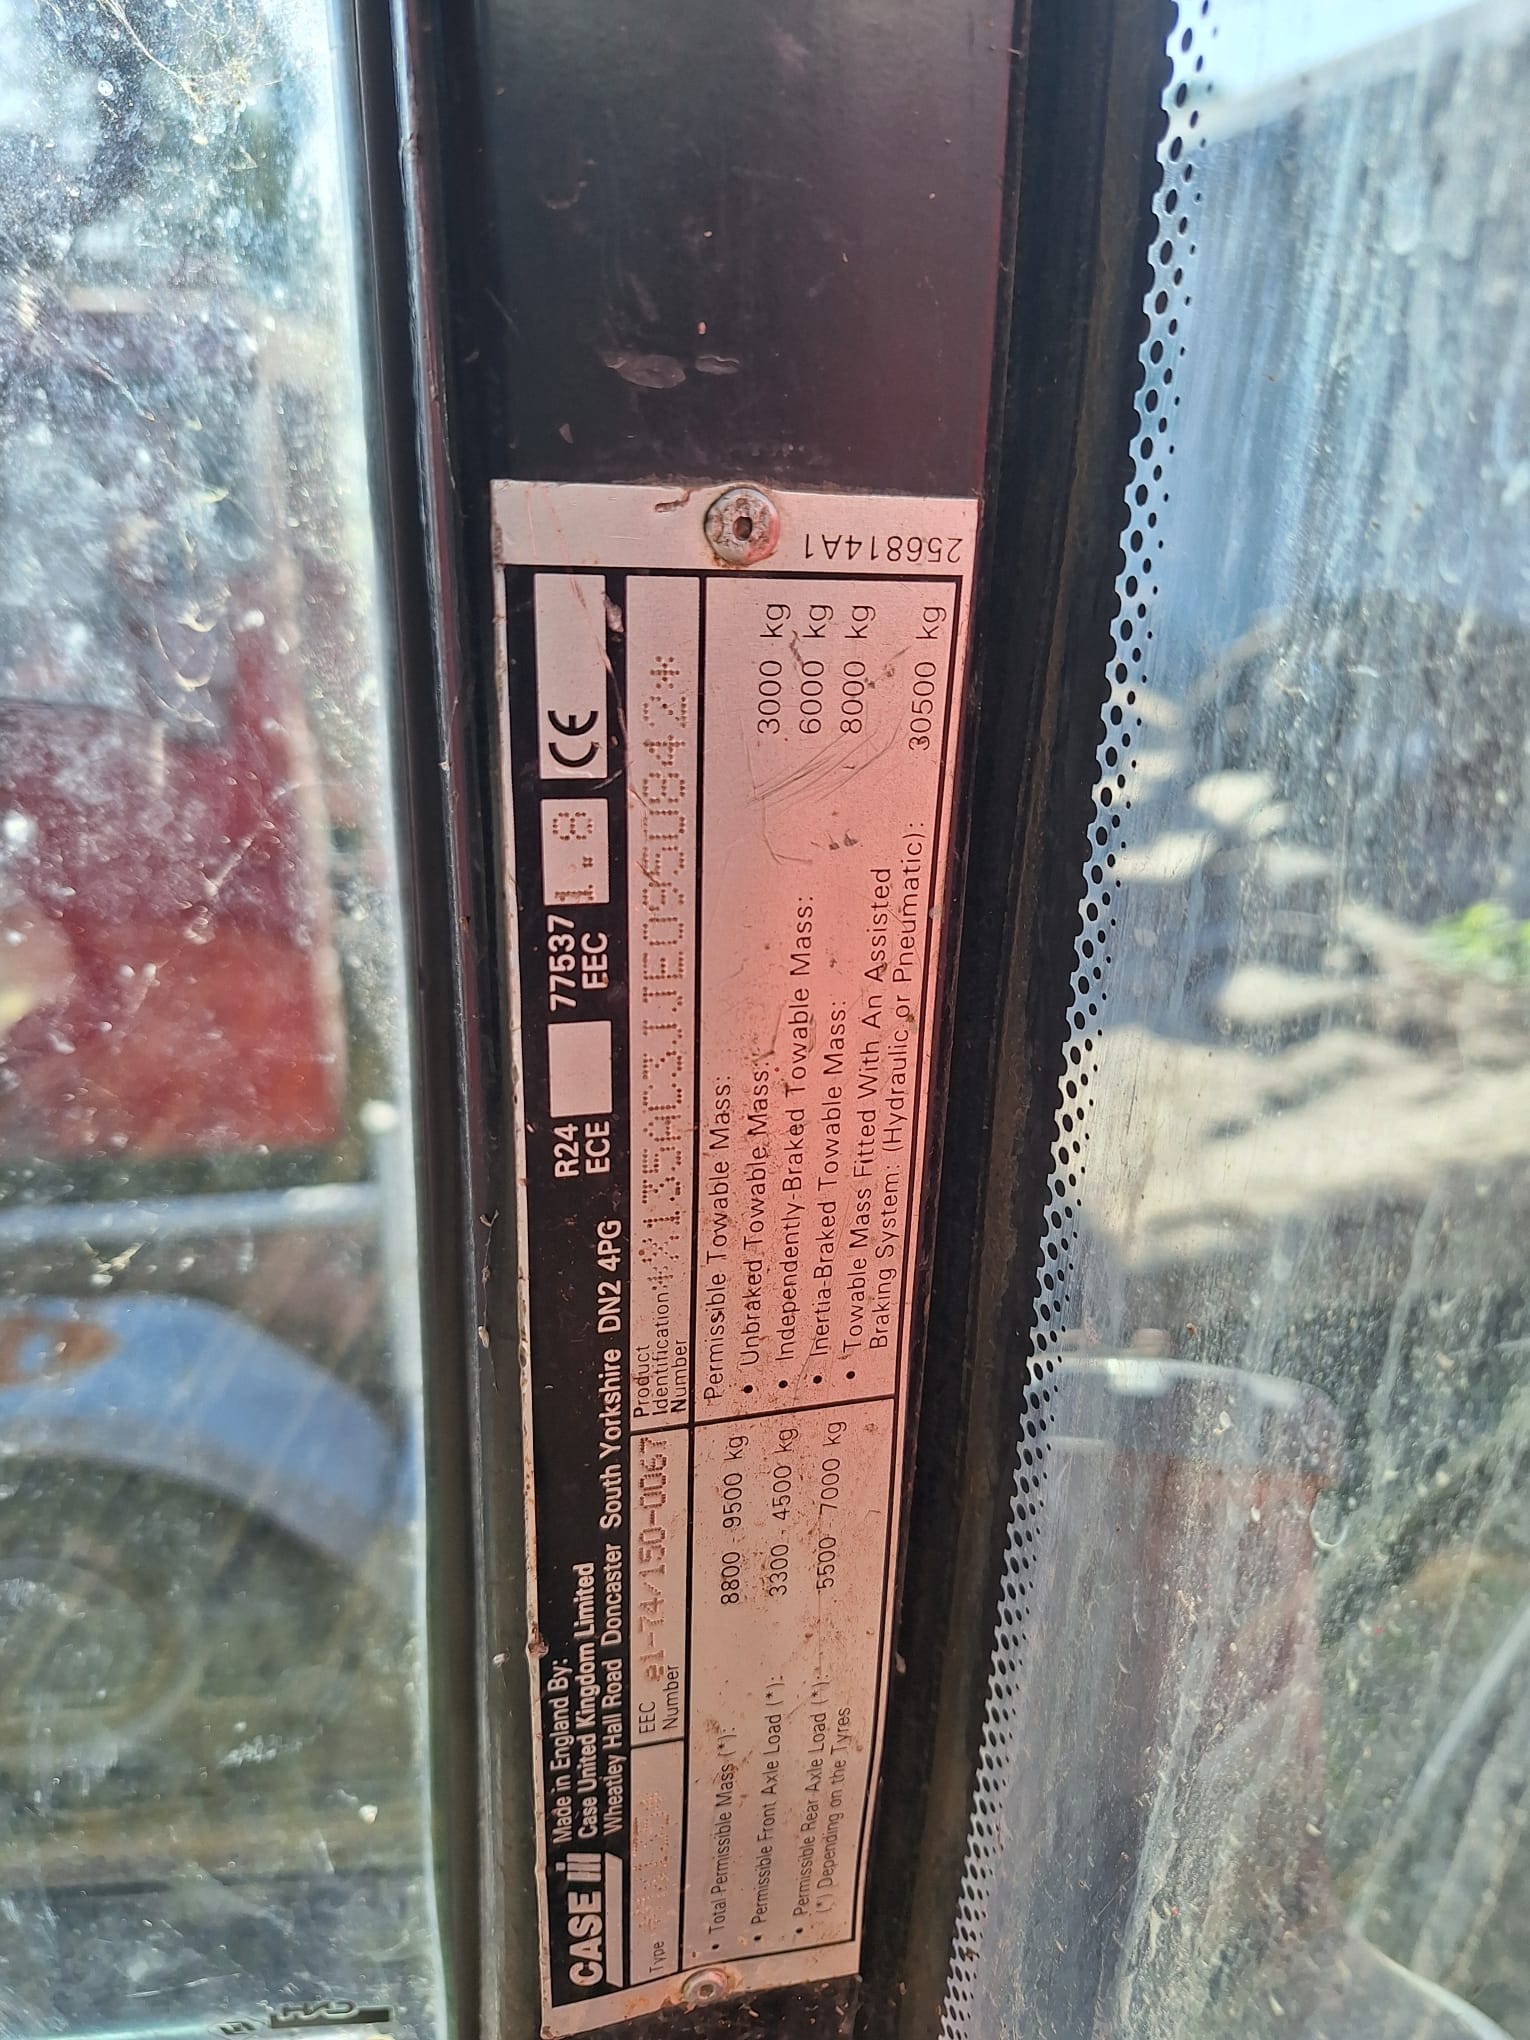 CASE III
Made in England By:
Case United Kingdom Limited
Wheatley Hall Road Doncaster South Yorkshire DN2 4PG
R24
ECE
77537
EEC
1.8
CE
Type
EEC
Number
e1-74/150-0067
Product
Identification
Number
**135AC3JJE0950842*
• Total Permissible Mass (*): 8800 - 9500 kg
• Permissible Front Axle Load (*): 3300 - 4500 kg
• Permissible Rear Axle Load (*): 5500 - 7000 kg
(*) Depending on the Tyres
Permissible Towable Mass:
• Unbraked Towable Mass: 3000 kg
• Independently-Braked Towable Mass: 6000 kg
• Inertia-Braked Towable Mass: 8000 kg
• Towable Mass Fitted With An Assisted
Braking System: (Hydraulic or Pneumatic): 30500 kg
256814A1